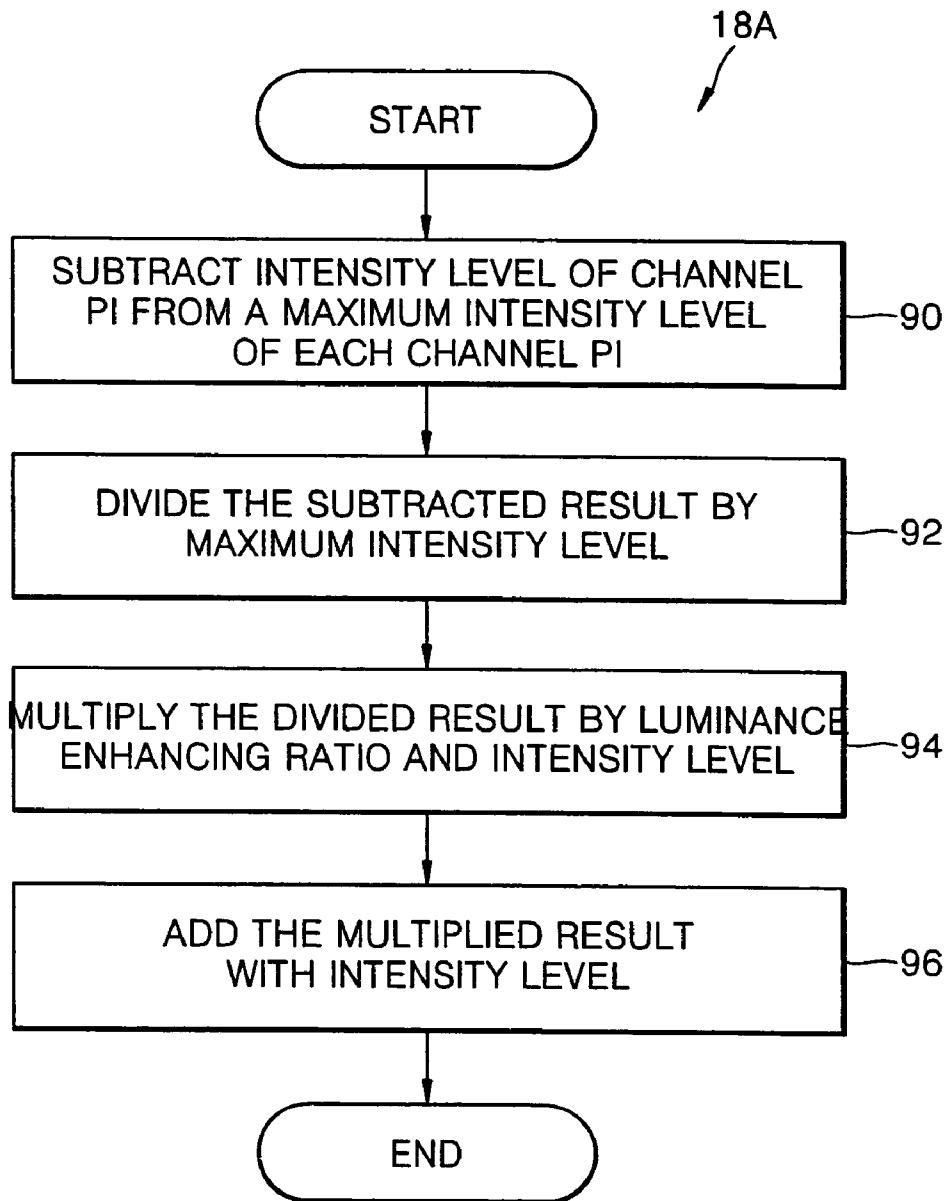 18A
START
SUBTRACT INTENSITY LEVEL OF CHANNEL
PI FROM A MAXIMUM INTENSITY LEVEL
OF EACH CHANNEL PI
90
DIVIDE THE SUBTRACTED RESULT BY
MAXIMUM INTENSITY LEVEL
92
MULTIPLY THE DIVIDED RESULT BY LUMINANCE
ENHANCING RATIO AND INTENSITY LEVEL
94
ADD THE MULTIPLIED RESULT
WITH INTENSITY LEVEL
96
END